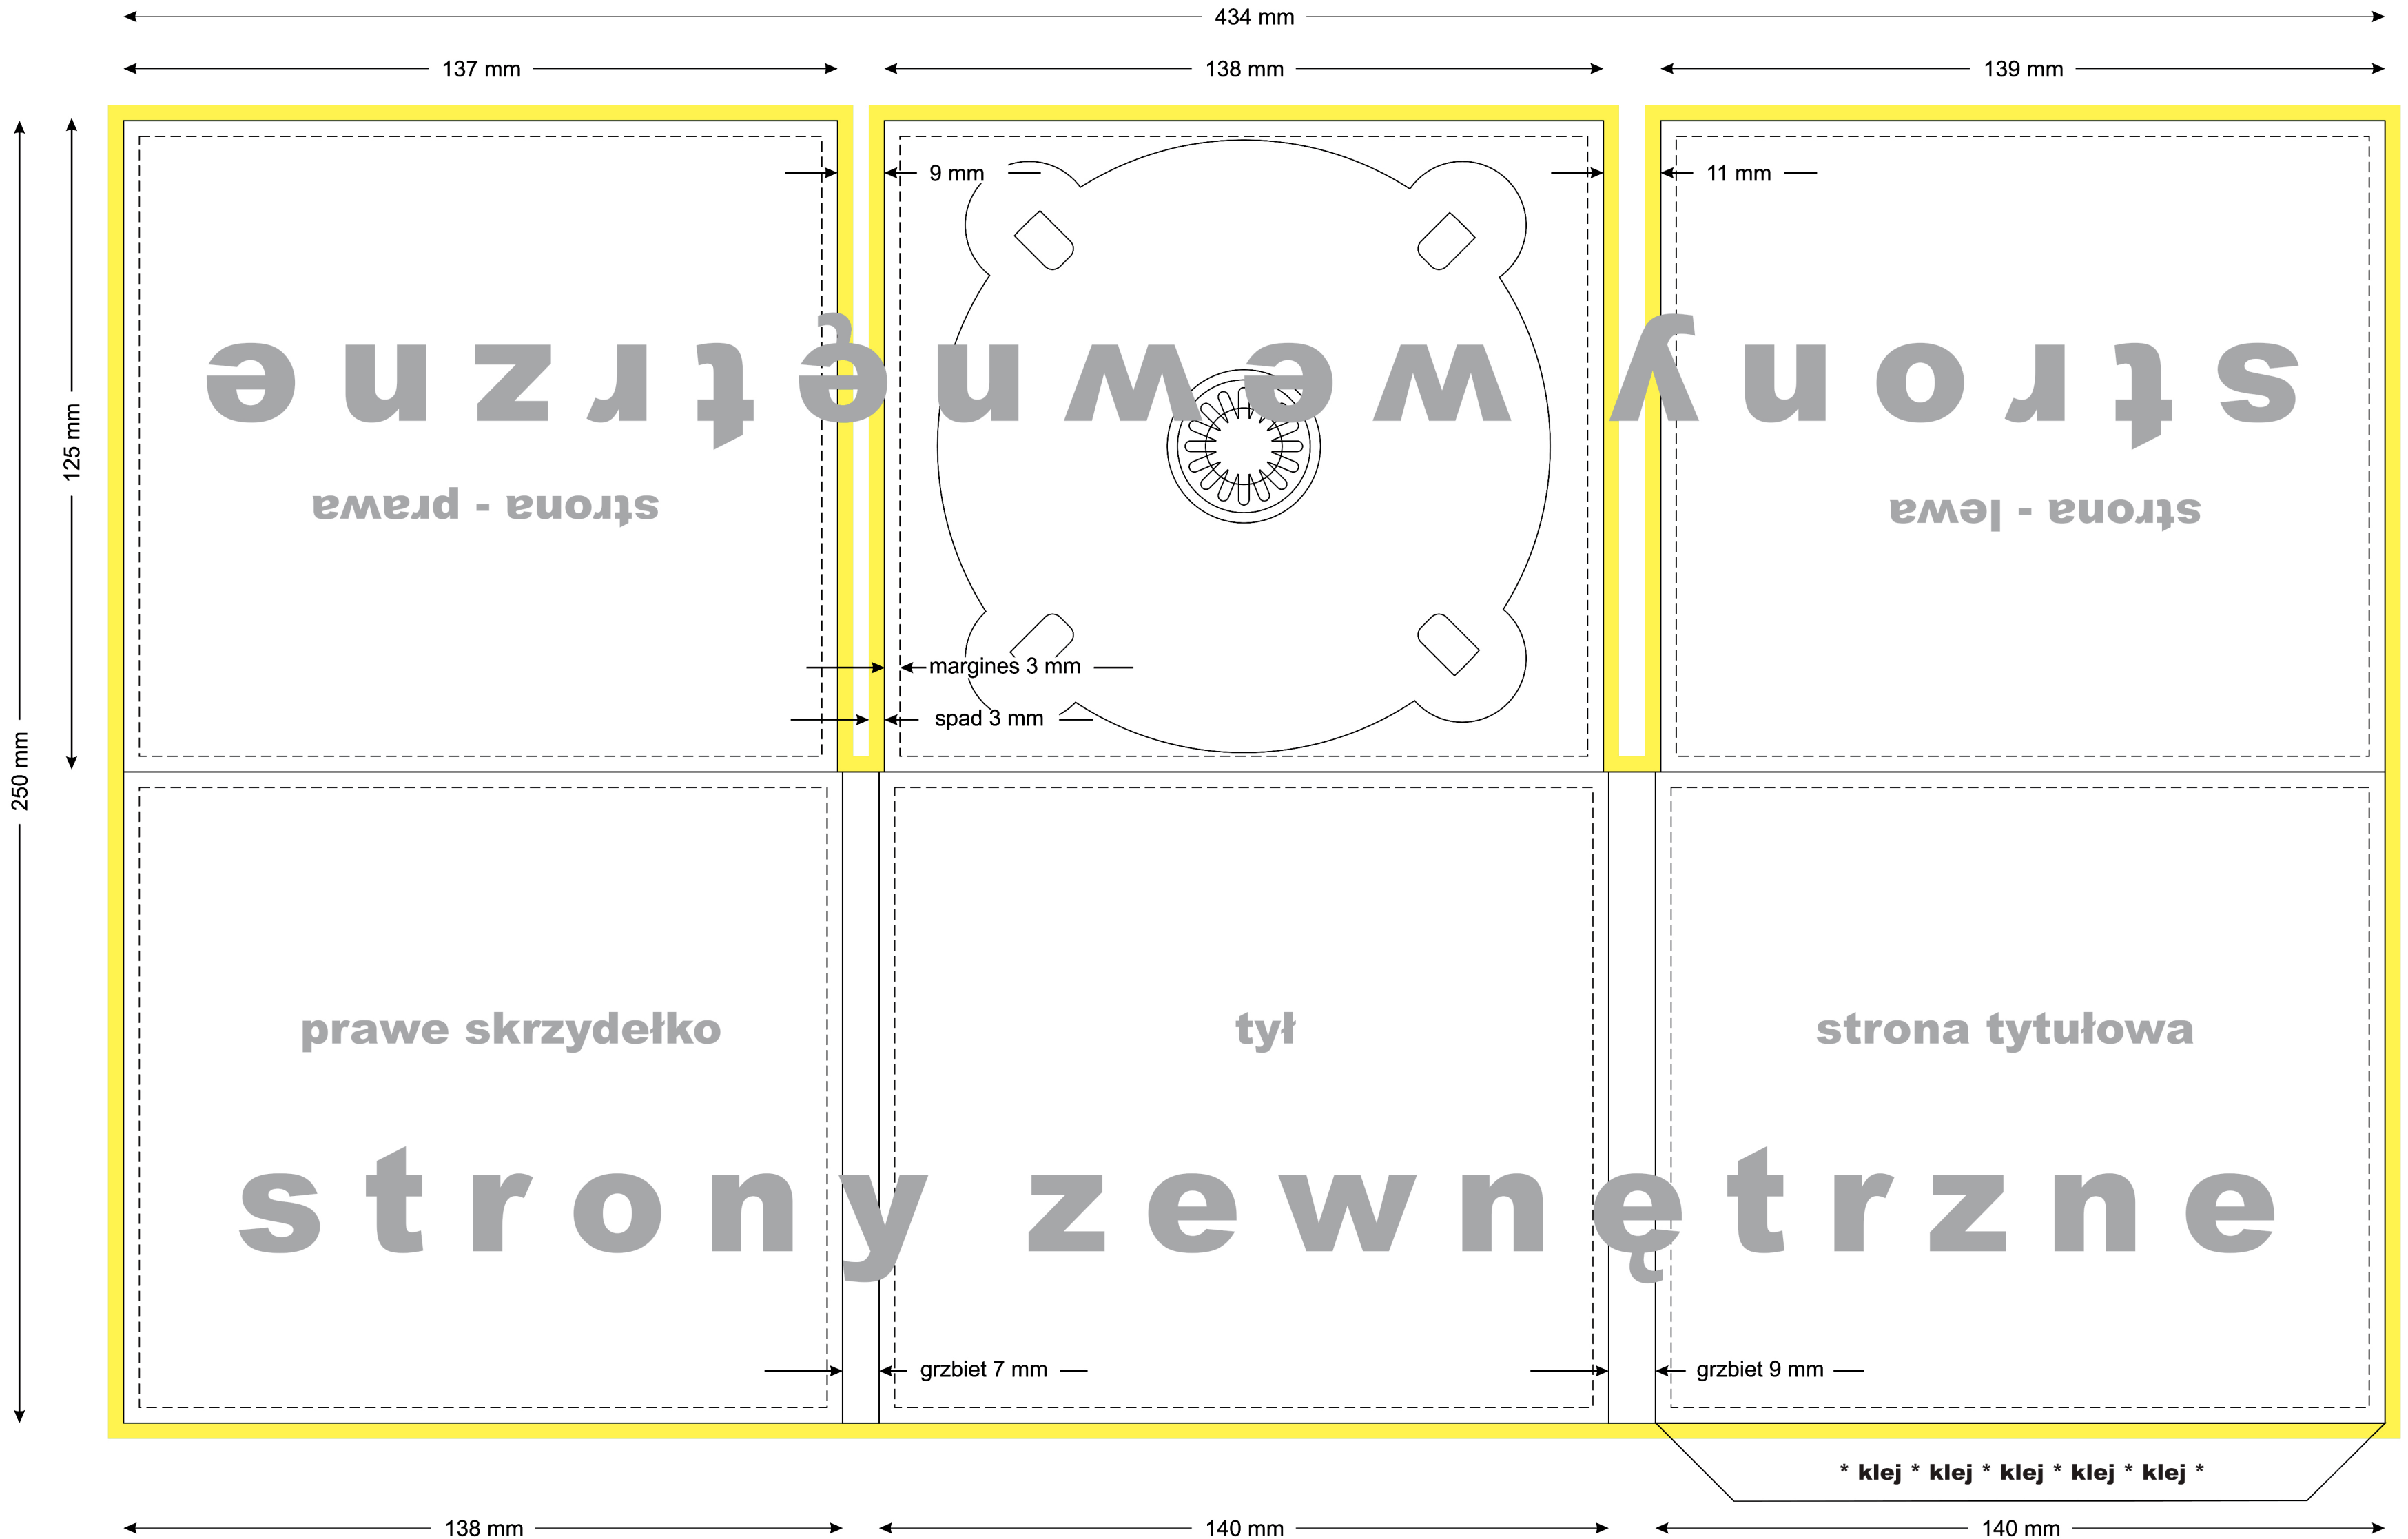 434 mm
137 mm
138 mm
139 mm
9 mm
11 mm
strony wewnętrzne
125 mm
strona - prawa
strona - lewa
margines 3 mm
spad 3 mm
250 mm
prawe skrzydełko
tył
strona tytułowa
strony zewnętrzne
grzbiet 7 mm
grzbiet 9 mm
* klej * klej * klej * klej * klej *
138 mm
140 mm
140 mm